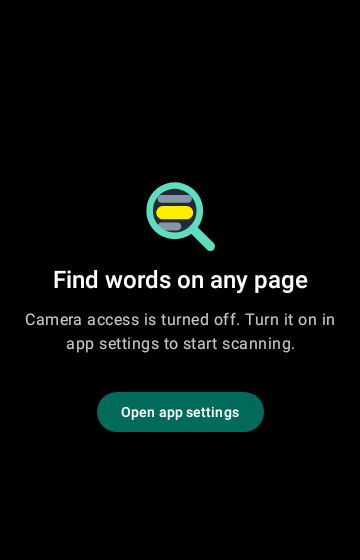 Find words on any page
Camera access is turned off. Turn it on in
app settings to start scanning.
Open app settings